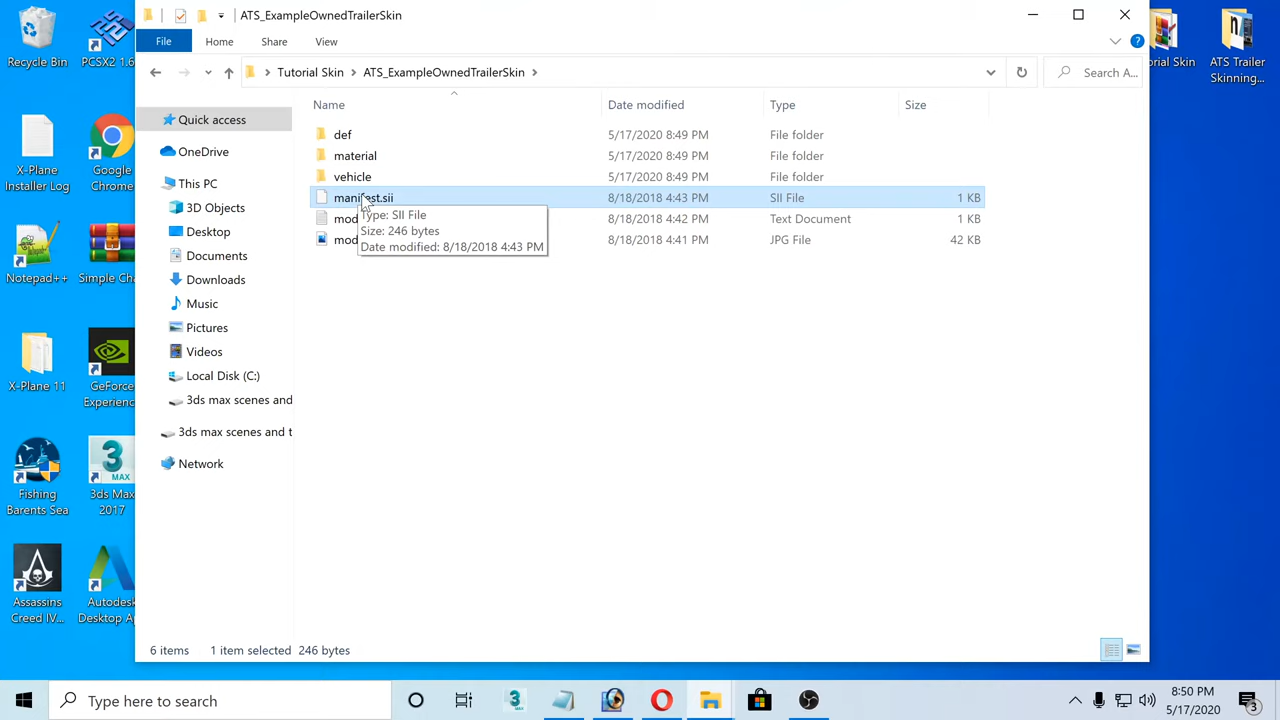 ATS_ExampleOwnedTrailerSkin
File Home Share View
Tutorial Skin ATS_ExampleOwnedTrailerSkin Search A...
Name Date modified Type Size
def 5/17/2020 8:49 PM File folder
material 5/17/2020 8:49 PM File folder
vehicle 5/17/2020 8:49 PM File folder
manifest.sii 8/18/2018 4:43 PM SII File 1 KB
mod 8/18/2018 4:42 PM Text Document 1 KB
mod 8/18/2018 4:41 PM JPG File 42 KB
Type: SII File
Size: 246 bytes
Date modified: 8/18/2018 4:43 PM
Quick access
OneDrive
This PC
3D Objects
Desktop
Documents
Downloads
Music
Pictures
Videos
Local Disk (C:)
3ds max scenes and
3ds max scenes and t
Network
6 items 1 item selected 246 bytes
Recycle Bin
PCSX2 1.6
X-Plane
Installer Log
Google
Chrome
Notepad++
Simple Cha
X-Plane 11
GeForce
Experienc
Fishing
Barents Sea
3ds Max
2017
Assassins
Creed IV...
Autodes
Desktop Ap
orial Skin
ATS Trailer
Skinning...
Type here to search
8:50 PM
5/17/2020
3